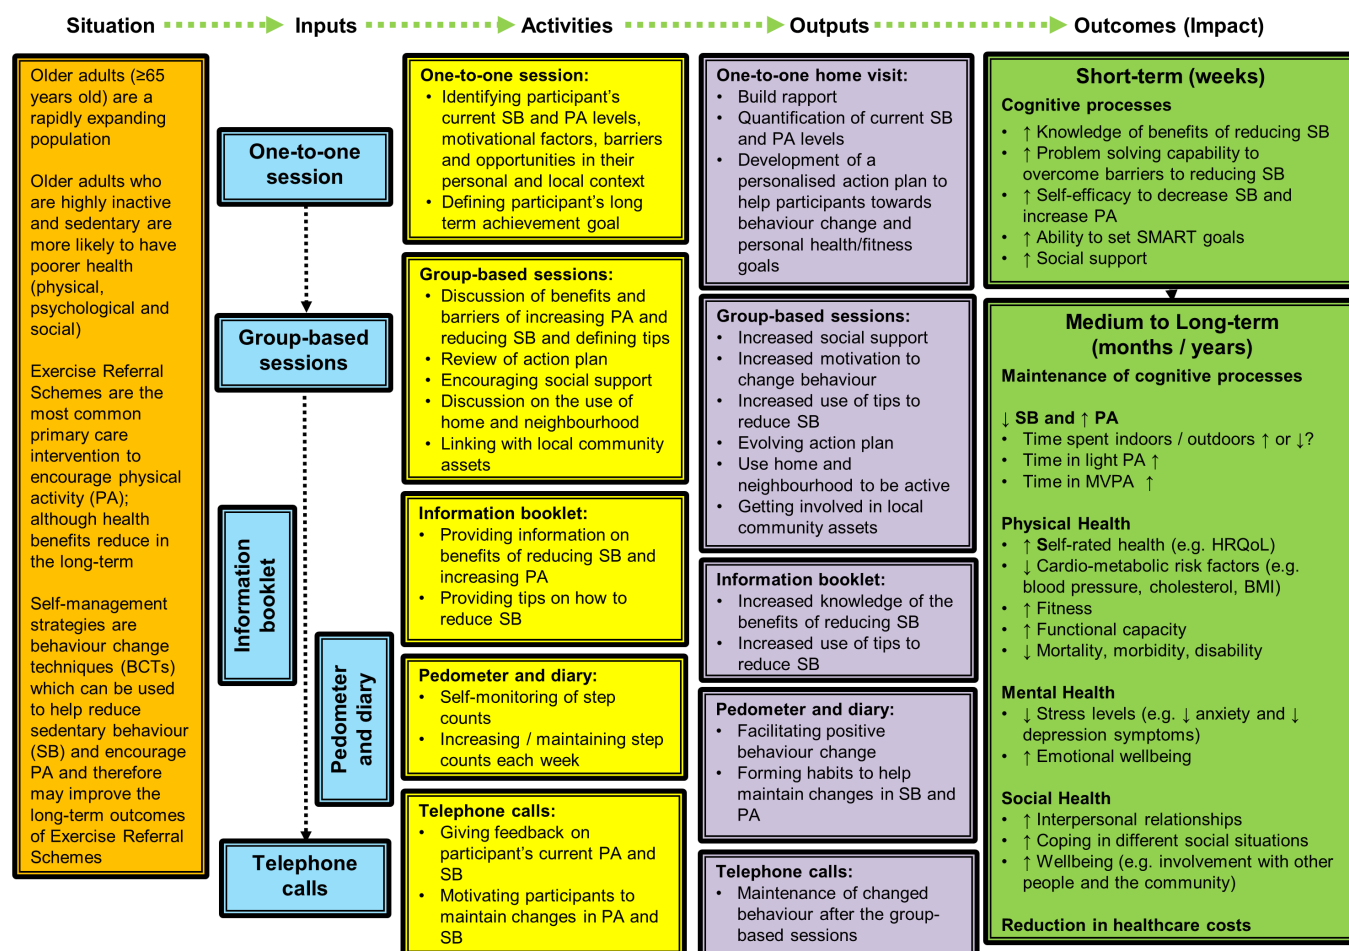 Situation
Inputs
Activities
Outputs
Outcomes (Impact)
Older adults (≥65
years old) are a
rapidly expanding
population
Older adults who
are highly inactive
and sedentary are
more likely to have
poorer health
(physical,
psychological and
social)
Exercise Referral
Schemes are the
most common
primary care
intervention to
encourage physical
activity (PA);
although health
benefits reduce in
the long-term
Self-management
strategies are
behaviour change
techniques (BCTs)
which can be used
to help reduce
sedentary behaviour
(SB) and encourage
PA and therefore
may improve the
long-term outcomes
of Exercise Referral
Schemes
One-to-one
session
Group-based
sessions
Information
booklet
Pedometer
and diary
Telephone
calls
One-to-one session:
• Identifying participant's
current SB and PA levels,
motivational factors, barriers
and opportunities in their
personal and local context
• Defining participant's long
term achievement goal
Group-based sessions:
• Discussion of benefits and
barriers of increasing PA and
reducing SB and defining tips
• Review of action plan
• Encouraging social support
• Discussion on the use of
home and neighbourhood
• Linking with local community
assets
Information booklet:
• Providing information on
benefits of reducing SB and
increasing PA
• Providing tips on how to
reduce SB
Pedometer and diary:
• Self-monitoring of step
counts
• Increasing / maintaining step
counts each week
Telephone calls:
• Giving feedback on
participant's current PA and
SB
• Motivating participants to
maintain changes in PA and
SB
One-to-one home visit:
• Build rapport
• Quantification of current SB
and PA levels
• Development of a
personalised action plan to
help participants towards
behaviour change and
personal health/fitness
goals
Group-based sessions:
• Increased social support
• Increased motivation to
change behaviour
• Increased use of tips to
reduce SB
• Evolving action plan
• Use home and
neighbourhood to be active
• Getting involved in local
community assets
Information booklet:
• Increased knowledge of the
benefits of reducing SB
• Increased use of tips to
reduce SB
Pedometer and diary:
• Facilitating positive
behaviour change
• Forming habits to help
maintain changes in SB and
PA
Telephone calls:
• Maintenance of changed
behaviour after the group-
based sessions
Short-term (weeks)
Cognitive processes
• ↑ Knowledge of benefits of reducing SB
• ↑ Problem solving capability to
overcome barriers to reducing SB
• ↑ Self-efficacy to decrease SB and
increase PA
• ↑ Ability to set SMART goals
• ↑ Social support
Medium to Long-term
(months / years)
Maintenance of cognitive processes
↓ SB and ↑ PA
• Time spent indoors / outdoors ↑ or ↓?
• Time in light PA ↑
• Time in MVPA ↑
Physical Health
• ↑ Self-rated health (e.g. HRQoL)
• ↓ Cardio-metabolic risk factors (e.g.
blood pressure, cholesterol, BMI)
• ↑ Fitness
• ↑ Functional capacity
• ↓ Mortality, morbidity, disability
Mental Health
• ↓ Stress levels (e.g. ↓ anxiety and ↓
depression symptoms)
• ↑ Emotional wellbeing
Social Health
• ↑ Interpersonal relationships
• ↑ Coping in different social situations
• ↑ Wellbeing (e.g. involvement with other
people and the community)
Reduction in healthcare costs